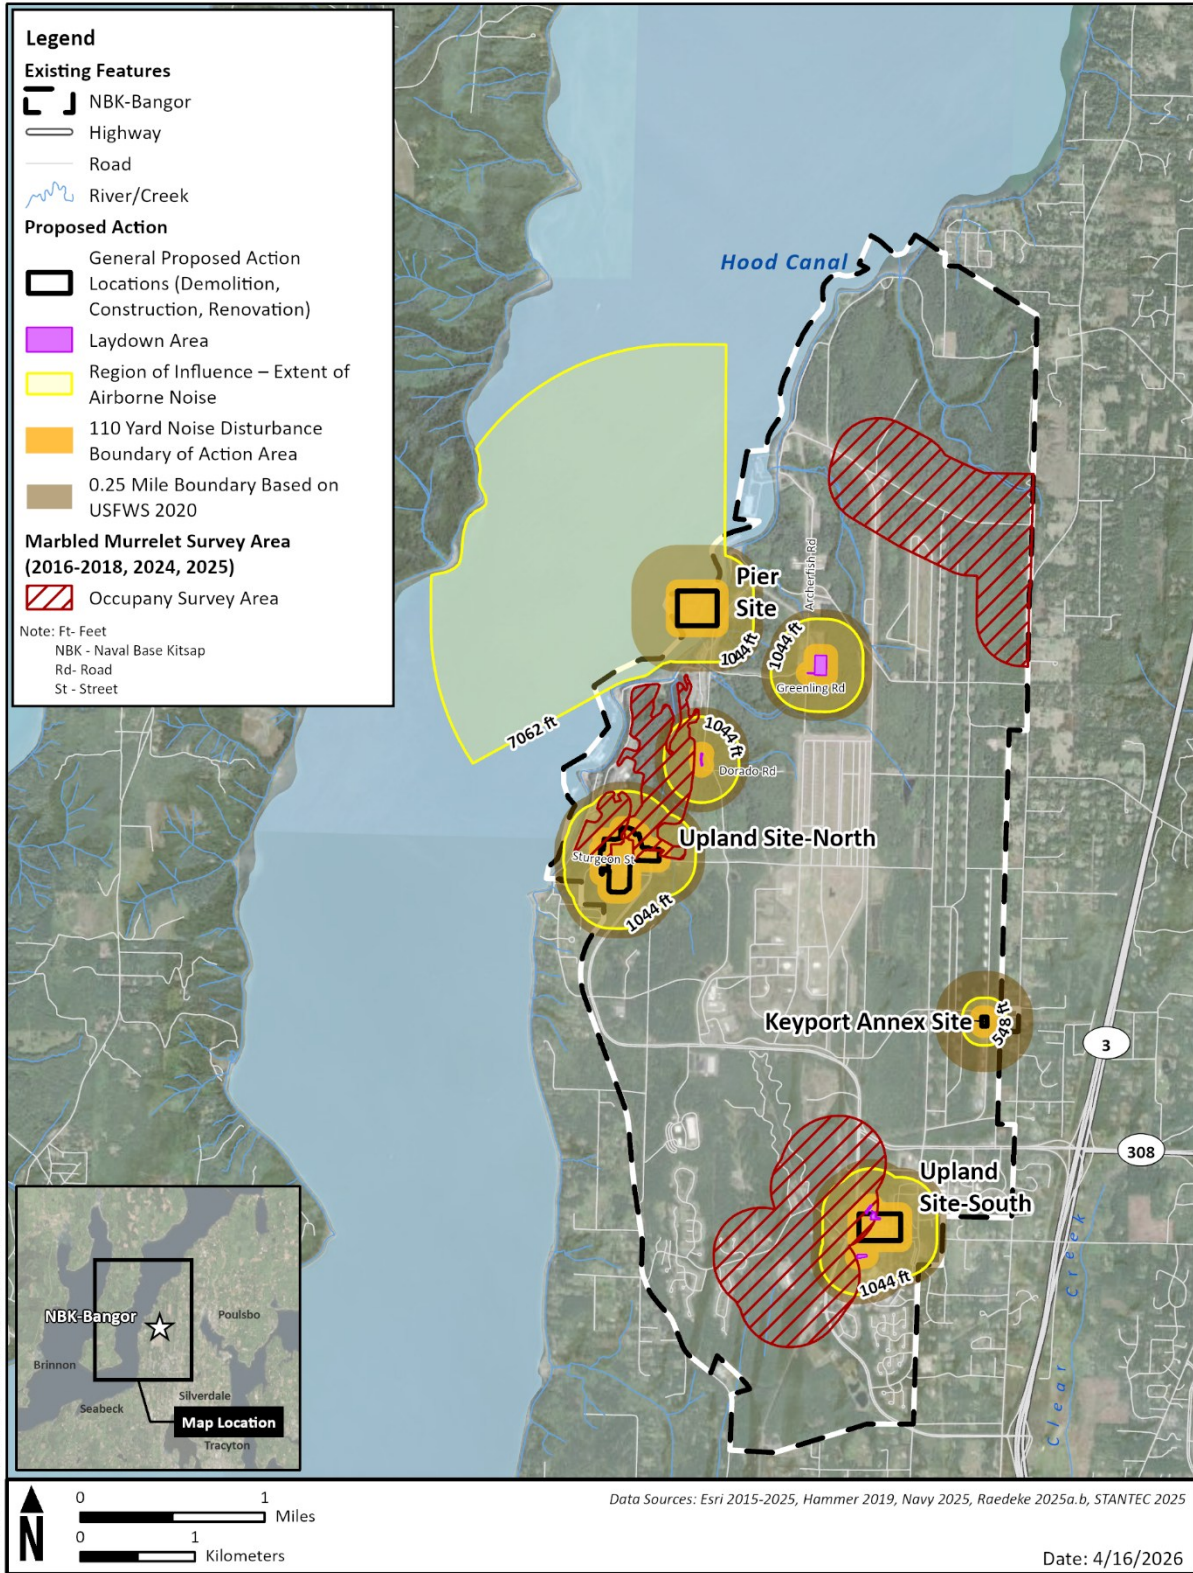 Legend
Existing Features
NBK-Bangor
Highway
Road
River/Creek
Proposed Action
General Proposed Action
Locations (Demolition,
Construction, Renovation)
Laydown Area
Region of Influence – Extent of
Airborne Noise
110 Yard Noise Disturbance
Boundary of Action Area
0.25 Mile Boundary Based on
USFWS 2020
Marbled Murrelet Survey Area
(2016-2018, 2024, 2025)
Occupany Survey Area
Note: Ft- Feet
NBK - Naval Base Kitsap
Rd- Road
St - Street
Hood Canal
Archerfish Rd
Pier
Site
1044 ft
1044 ft
Greenling Rd
7062 ft
1044 ft
Dorado Rd
Upland Site-North
Sturgeon St
1044 ft
Keyport Annex Site
548 ft
3
308
Upland
Site-South
1044 ft
Clear Creek
NBK-Bangor
Poulsbo
Brinnon
Silverdale
Seabeck
Map Location
Tracyton
N
0 1
Miles
0 1
Kilometers
Data Sources: Esri 2015-2025, Hammer 2019, Navy 2025, Raedeke 2025a.b, STANTEC 2025
Date: 4/16/2026